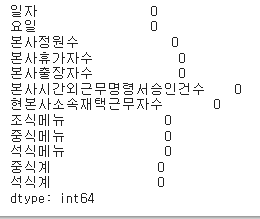 일자 0
요일 0
본사정원수 0
본사휴가자수 0
본사출장자수 0
본사시간외근무명령서승인건수 0
현본사소속재택근무자수 0
조식메뉴 0
중식메뉴 0
석식메뉴 0
중식계 0
석식계 0
dtype: int64